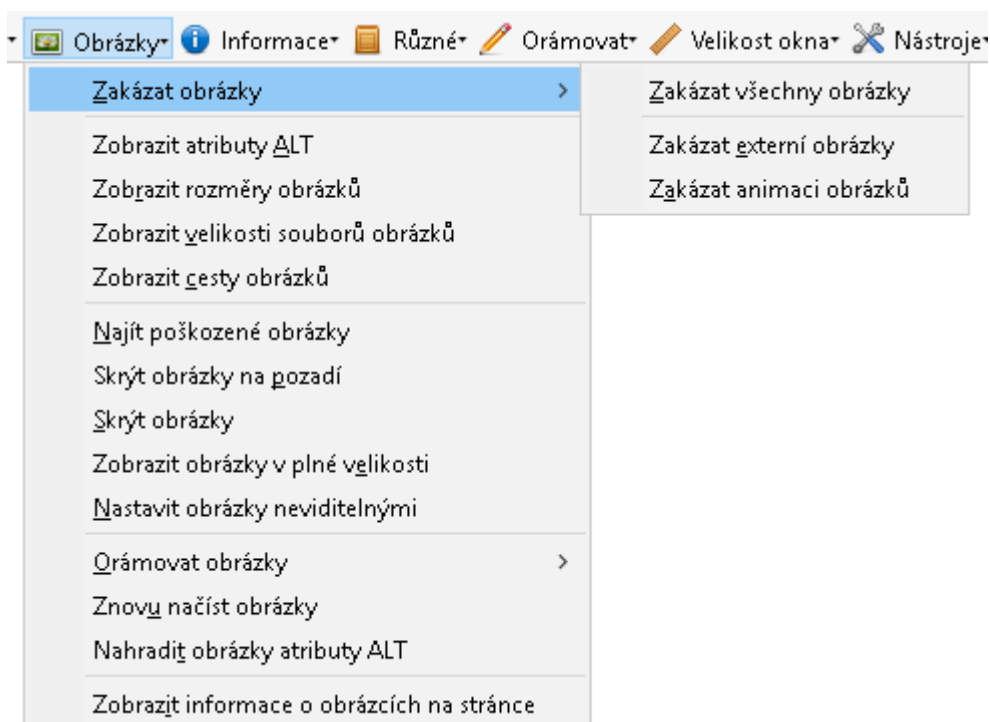 Obrázky Informace Různé Orámovat Velikost okna Nástroje
Zakázat obrázky
Zobrazit atributy ALT
Zobrazit rozměry obrázků
Zobrazit velikosti souborů obrázků
Zobrazit cesty obrázků
Najít poškozené obrázky
Skrýt obrázky na pozadí
Skrýt obrázky
Zobrazit obrázky v plné velikosti
Nastavit obrázky neviditelnými
Orámovat obrázky
Znovu načíst obrázky
Nahradit obrázky atributy ALT
Zobrazit informace o obrázcích na stránce
Zakázat všechny obrázky
Zakázat externí obrázky
Zakázat animaci obrázků